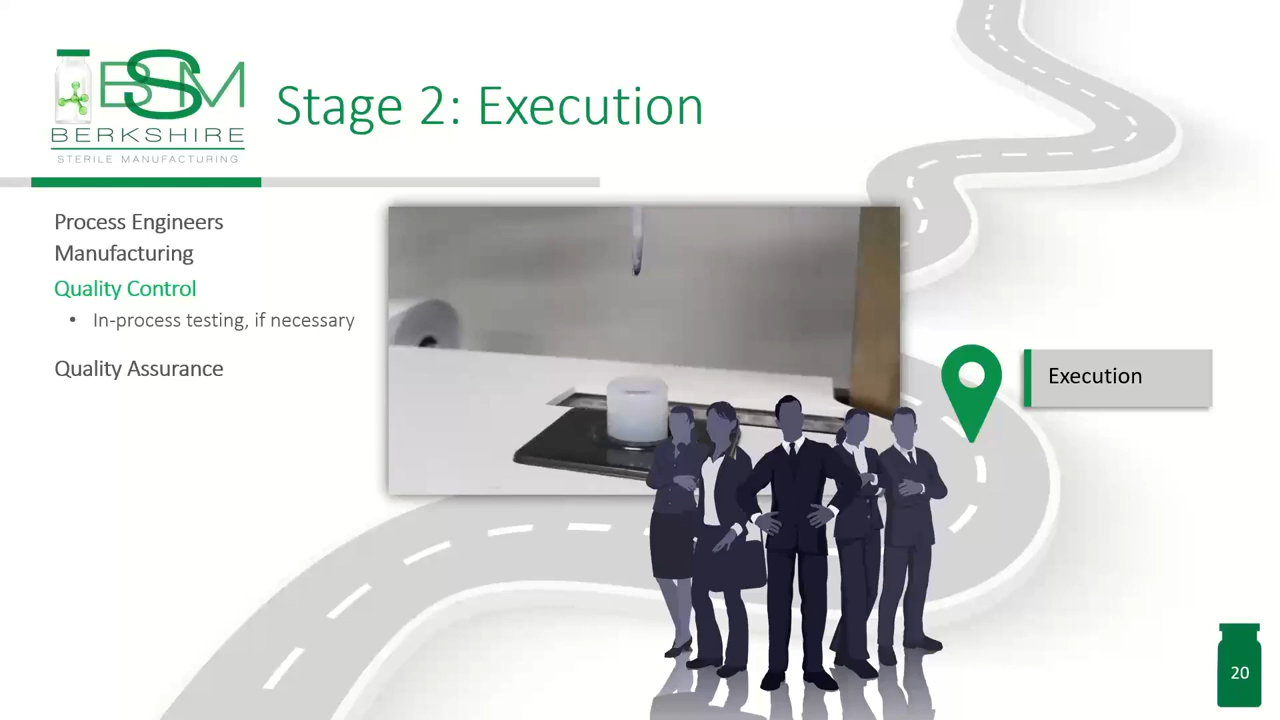 BSM
BERKSHIRE
STERILE MANUFACTURING
Stage 2: Execution
Process Engineers
Manufacturing
Quality Control
• In-process testing, if necessary
Quality Assurance
Execution
20